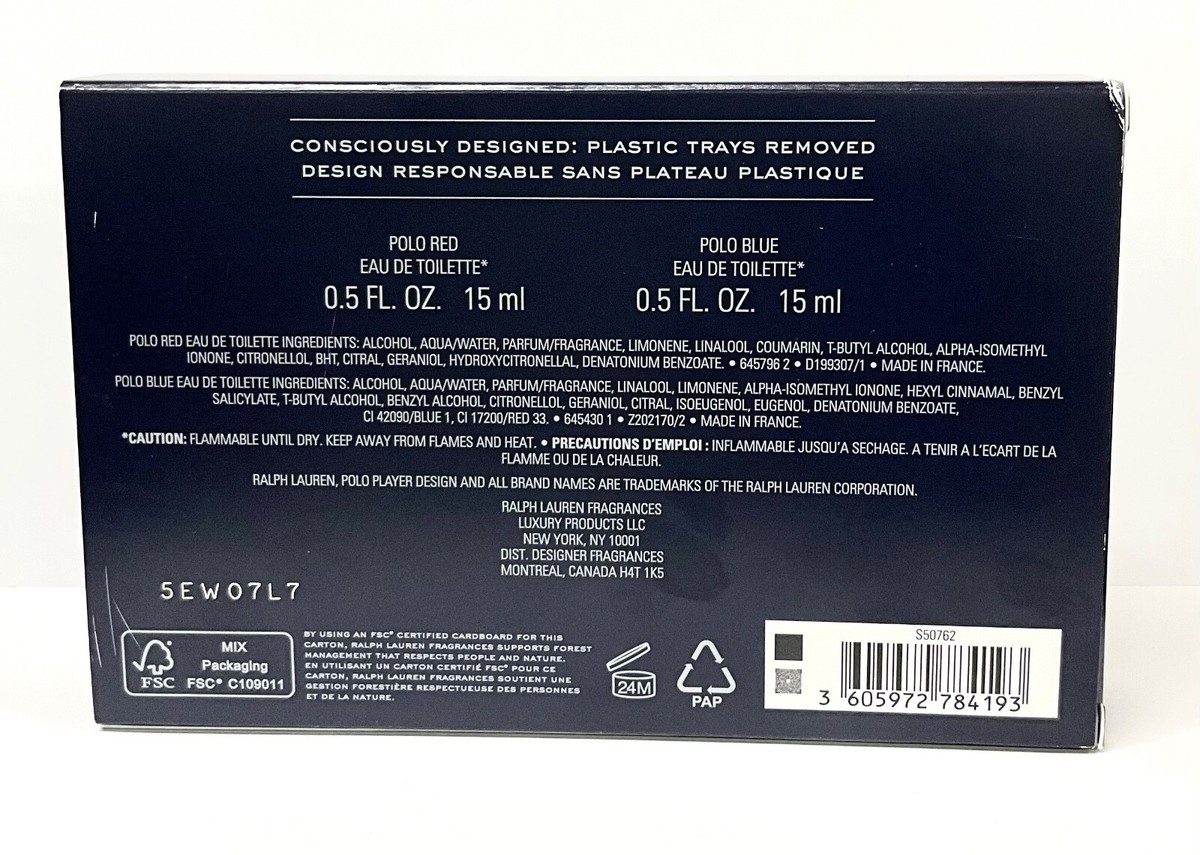 CONSCIOUSLY DESIGNED: PLASTIC TRAYS REMOVED
DESIGN RESPONSABLE SANS PLATEAU PLASTIQUE
POLO RED
EAU DE TOILETTE*
0.5 FL. OZ. 15 ml
POLO BLUE
EAU DE TOILETTE*
0.5 FL. OZ. 15 ml
POLO RED EAU DE TOILETTE INGREDIENTS: ALCOHOL, AQUA/WATER, PARFUM/FRAGRANCE, LIMONENE, LINALOOL, COUMARIN, T-BUTYL ALCOHOL, ALPHA-ISOMETHYL
IONONE, CITRONELLOL, BHT, CITRAL, GERANIOL, HYDROXYCITRONELLAL, DENATONIUM BENZOATE. • 645796 2 • D199307/1 • MADE IN FRANCE.
POLO BLUE EAU DE TOILETTE INGREDIENTS: ALCOHOL, AQUA/WATER, PARFUM/FRAGRANCE, LINALOOL, LIMONENE, ALPHA-ISOMETHYL IONONE, HEXYL CINNAMAL, BENZYL
SALICYLATE, T-BUTYL ALCOHOL, BENZYL ALCOHOL, CITRONELLOL, GERANIOL, CITRAL, ISOEUGENOL, EUGENOL, DENATONIUM BENZOATE,
CI 42090/BLUE 1, CI 17200/RED 33. • 645430 1 • Z202170/2 • MADE IN FRANCE.
*CAUTION: FLAMMABLE UNTIL DRY. KEEP AWAY FROM FLAMES AND HEAT. • PRECAUTIONS D'EMPLOI : INFLAMMABLE JUSQU'A SECHAGE. A TENIR A L'ECART DE LA
FLAMME OU DE LA CHALEUR.
RALPH LAUREN, POLO PLAYER DESIGN AND ALL BRAND NAMES ARE TRADEMARKS OF THE RALPH LAUREN CORPORATION.
RALPH LAUREN FRAGRANCES
LUXURY PRODUCTS LLC
NEW YORK, NY 10001
DIST. DESIGNER FRAGRANCES
MONTREAL, CANADA H4T 1K5
5EW07L7
FSC
MIX
Packaging
FSC® C109011
BY USING AN FSC® CERTIFIED CARDBOARD FOR THIS
CARTON, RALPH LAUREN FRAGRANCES SUPPORTS FOREST
MANAGEMENT THAT RESPECTS PEOPLE AND NATURE.
EN UTILISANT UN CARTON CERTIFIÉ FSC® POUR CE
CARTON, RALPH LAUREN FRAGRANCES SOUTIENT UNE
GESTION FORESTIÈRE RESPECTUEUSE DES PERSONNES
ET DE LA NATURE.
24M
PAP
S50762
3 605972 784193